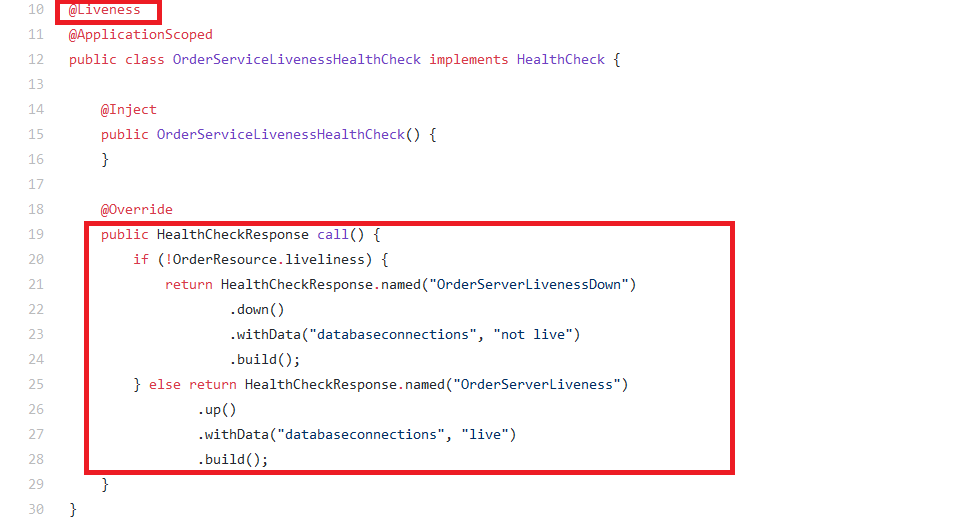 10 @Liveness
11 @ApplicationScoped
12 public class OrderServiceLivenessHealthCheck implements HealthCheck {
13
14     @Inject
15     public OrderServiceLivenessHealthCheck() {
16     }
17
18     @Override
19     public HealthCheckResponse call() {
20         if (!OrderResource.liveliness) {
21             return HealthCheckResponse.named("OrderServerLivenessDown")
22                     .down()
23                     .withData("databaseconnections", "not live")
24                     .build();
25         } else return HealthCheckResponse.named("OrderServerLiveness")
26                 .up()
27                 .withData("databaseconnections", "live")
28                 .build();
29     }
30 }